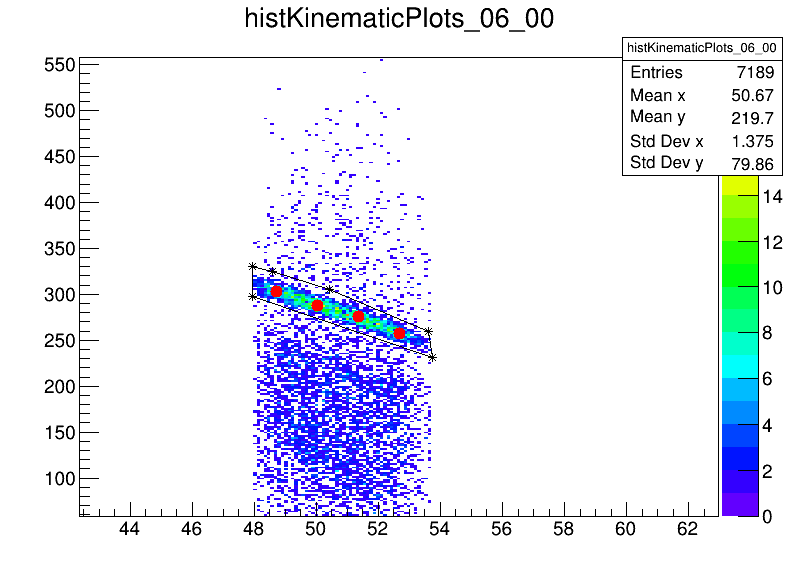 histKinematicPlots_06_00
histKinematicPlots_06_00
Entries 7189
Mean x 50.67
Mean y 219.7
Std Dev x 1.375
Std Dev y 79.86
550
500
450
400
350
300
250
200
150
100
14
12
10
8
6
4
2
0
44 46 48 50 52 54 56 58 60 62